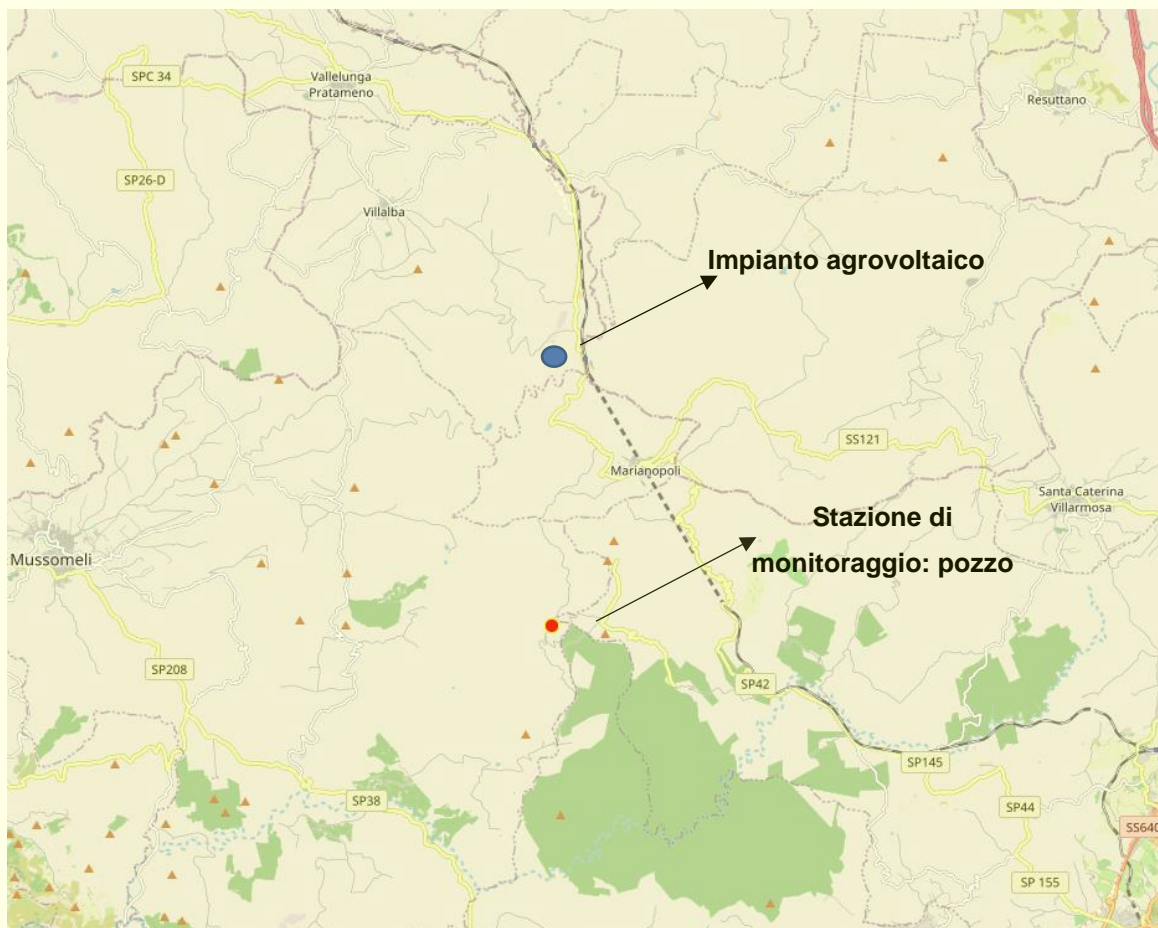 SPC 34
Vallelunga
Pratameno
Resuttano
SP26-D
Villalba
Impianto agrovoltaico
SS121
Marianopoli
Santa Caterina
Villarmosa
Stazione di
monitoraggio: pozzo
Mussomeli
SP208
SP42
SP145
SP38
SP44
SS640
SP 155